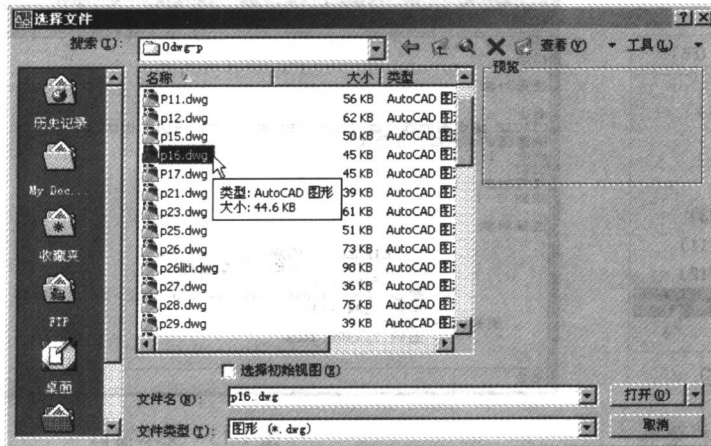 选择文件
搜索(I):
0dwg-p
查看(V)
工具(L)
历史记录
My Doc...
收藏夹
FTP
桌面
名称 大小 类型
P11.dwg 56 KB AutoCAD 图
p12.dwg 62 KB AutoCAD 图
p15.dwg 50 KB AutoCAD 图
p16.dwg 45 KB AutoCAD 图
P17.dwg 45 KB AutoCAD 图
p21.dwg 39 KB AutoCAD 图
p23.dwg 61 KB AutoCAD 图
p25.dwg 51 KB AutoCAD 图
p26.dwg 73 KB AutoCAD 图
p26liti.dwg 98 KB AutoCAD 图
p27.dwg 36 KB AutoCAD 图
p28.dwg 75 KB AutoCAD 图
p29.dwg 39 KB AutoCAD 图
类型: AutoCAD 图形
大小: 44.6 KB
预览
选择初始视图(E)
文件名(N):
p16.dwg
打开(O)
文件类型(T):
图形 (*.dwg)
取消